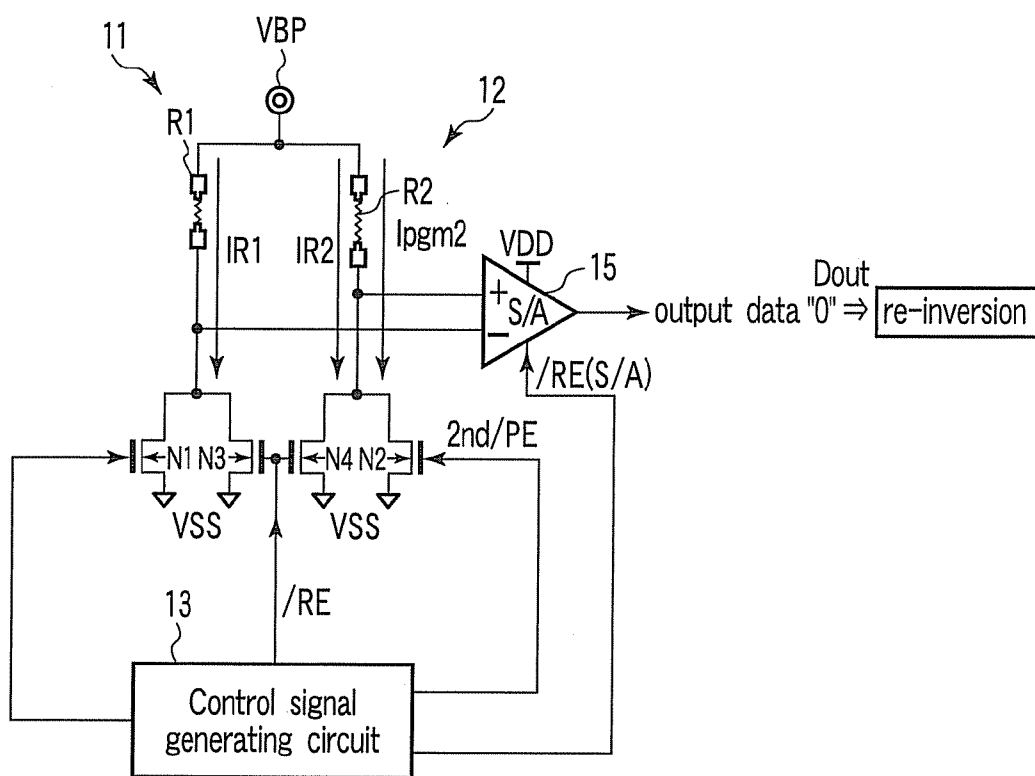 11
VBP
12
R1
R2
IR1
IR2
Ipgm2
VDD
15
+
S/A
−
Dout
output data "0" ⇒ re-inversion
/RE(S/A)
2nd/PE
N1 N3
N4 N2
VSS
VSS
/RE
13
Control signal
generating circuit